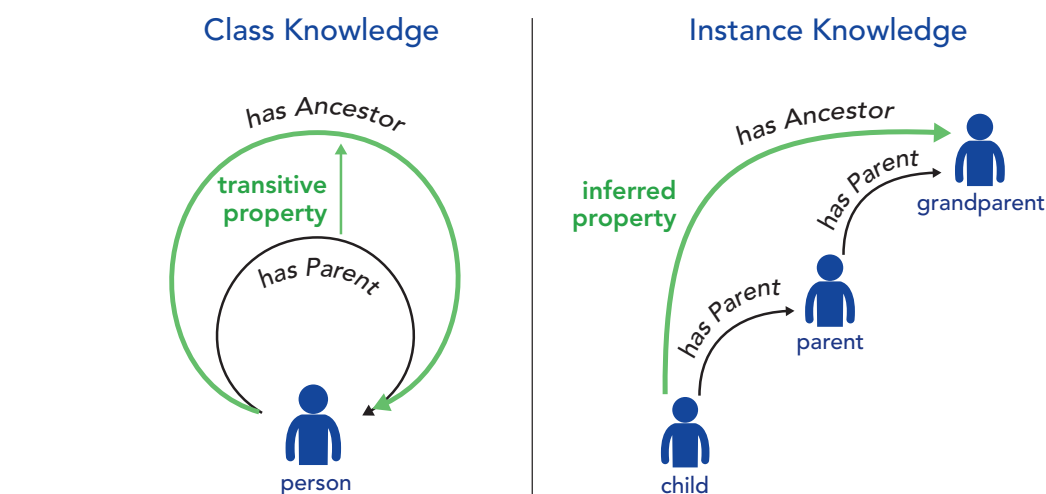 Class Knowledge
has Ancestor
transitive
property
has Parent
person
Instance Knowledge
has Ancestor
inferred
property
has Parent
grandparent
has Parent
parent
child